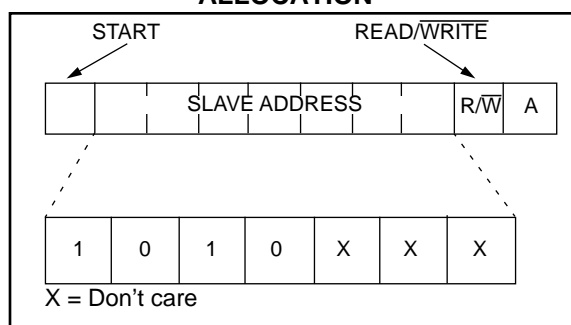 ALLOCATION
START READ/WRITE
SLAVE ADDRESS R/W A
1 0 1 0 X X X
X = Don't care